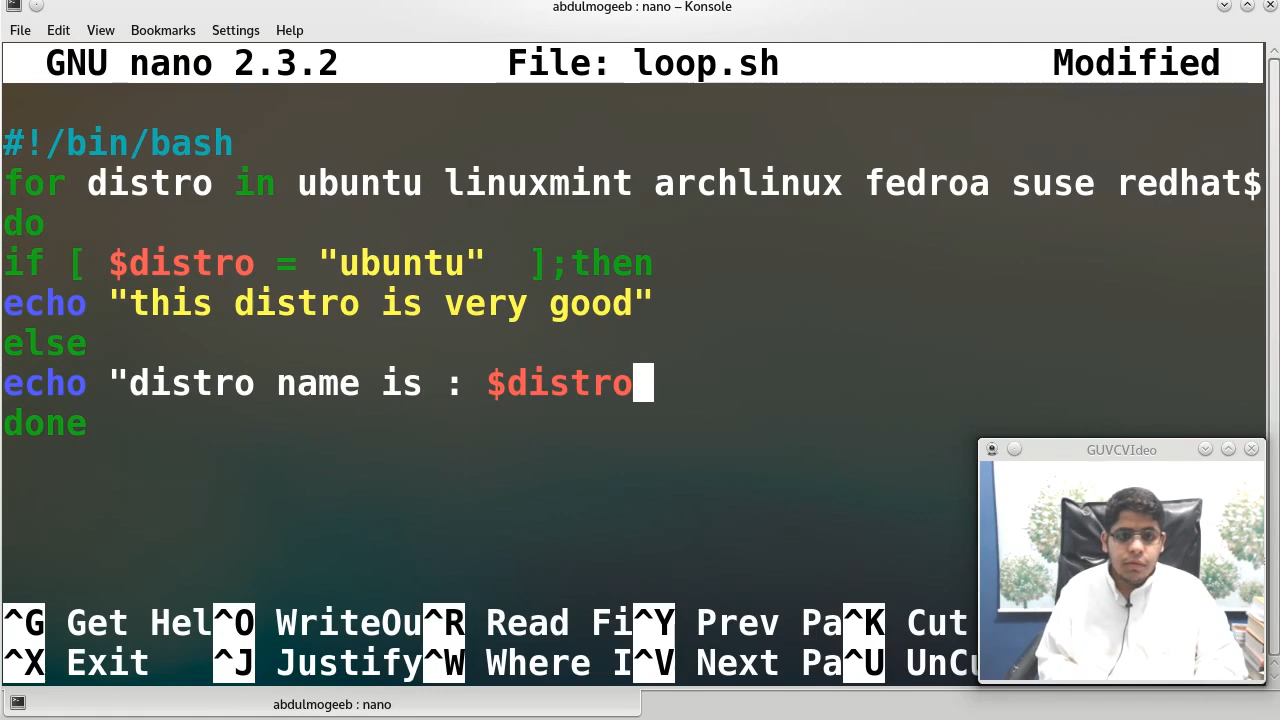 abdulmogeeb : nano – Konsole
File Edit View Bookmarks Settings Help
GNU nano 2.3.2 File: loop.sh Modified
#!/bin/bash
for distro in ubuntu linuxmint archlinux fedroa suse redhat$
do
if [ $distro = "ubuntu"  ];then
echo "this distro is very good"
else
echo "distro name is : $distro
done
GUVCVIdeo
^G Get Hel^O WriteOu^R Read Fi^Y Prev Pa^K Cut
^X Exit ^J Justify^W Where I^V Next Pa^U UnCu
abdulmogeeb : nano